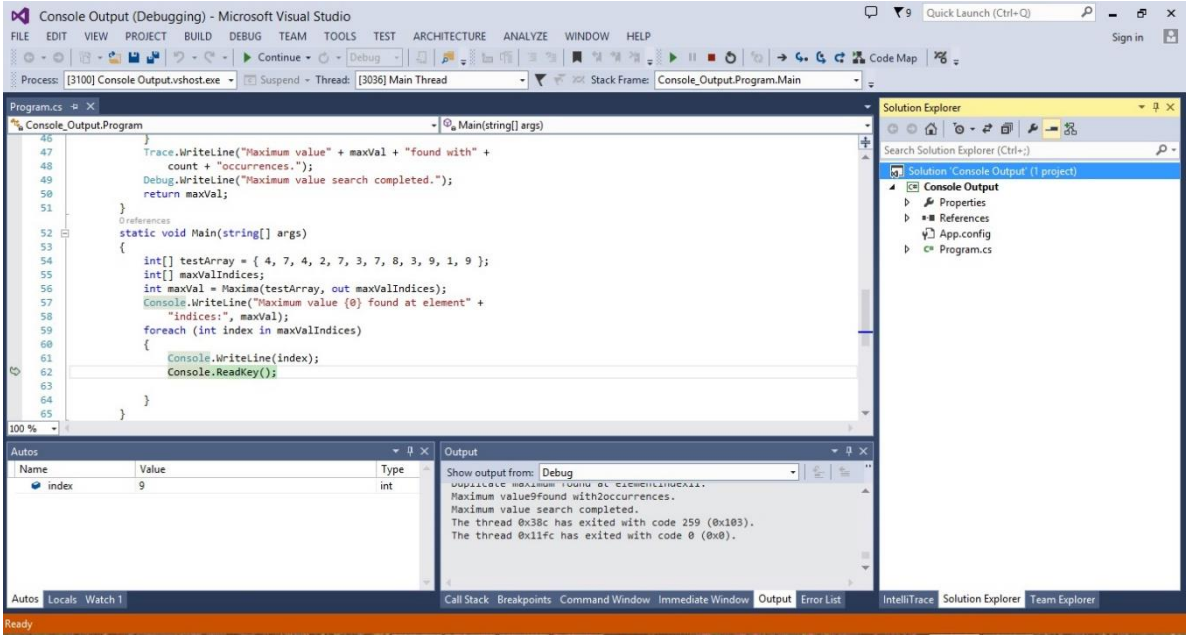 Console Output (Debugging) - Microsoft Visual Studio
9
Quick Launch (Ctrl+Q)
FILE EDIT VIEW PROJECT BUILD DEBUG TEAM TOOLS TEST ARCHITECTURE ANALYZE WINDOW HELP
Sign in
Continue Debug Code Map
Process: [3100] Console Output.vshost.exe Suspend Thread: [3036] Main Thread Stack Frame: Console_Output.Program.Main
Program.cs
Console_Output.Program
Main(string[] args)
46 }
47 Trace.WriteLine("Maximum value" + maxVal + "found with" +
48 count + "occurrences.");
49 Debug.WriteLine("Maximum value search completed.");
50 return maxVal;
51 }
0 references
52 static void Main(string[] args)
53 {
54 int[] testArray = { 4, 7, 4, 2, 7, 3, 7, 8, 3, 9, 1, 9 };
55 int[] maxValIndices;
56 int maxVal = Maxima(testArray, out maxValIndices);
57 Console.WriteLine("Maximum value {0} found at element" +
58 "indices:", maxVal);
59 foreach (int index in maxValIndices)
60 {
61 Console.WriteLine(index);
62 Console.ReadKey();
63
64 }
65 }
100 %
Solution Explorer
Search Solution Explorer (Ctrl+;)
Solution 'Console Output' (1 project)
Console Output
Properties
References
App.config
Program.cs
Autos
Name Value Type
index 9 int
Autos Locals Watch 1
Output
Show output from: Debug
Duplicate maximum found at elementindex11.
Maximum value9found with2occurrences.
Maximum value search completed.
The thread 0x38c has exited with code 259 (0x103).
The thread 0x11fc has exited with code 0 (0x0).
Call Stack Breakpoints Command Window Immediate Window Output Error List
IntelliTrace Solution Explorer Team Explorer
Ready